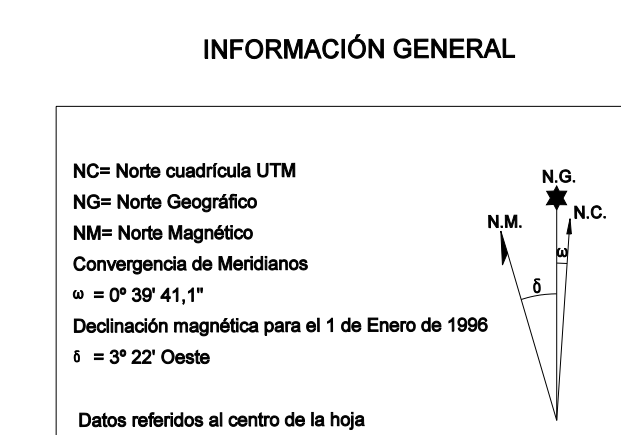 INFORMACIÓN GENERAL
NC= Norte cuadrícula UTM
NG= Norte Geográfico
NM= Norte Magnético
Convergencia de Meridianos
ω = 0º 39' 41,1"
Declinación magnética para el 1 de Enero de 1996
δ = 3º 22' Oeste
Datos referidos al centro de la hoja
N.G.
N.C.
N.M.
ω
δ